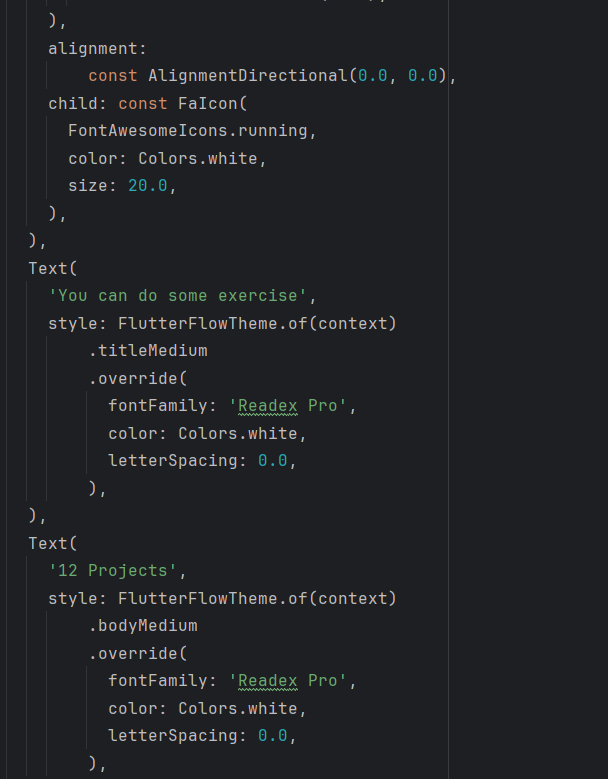 ),
alignment:
const AlignmentDirectional(0.0, 0.0),
child: const FaIcon(
FontAwesomeIcons.running,
color: Colors.white,
size: 20.0,
),
),
Text(
'You can do some exercise',
style: FlutterFlowTheme.of(context)
.titleMedium
.override(
fontFamily: 'Readex Pro',
color: Colors.white,
letterSpacing: 0.0,
),
),
Text(
'12 Projects',
style: FlutterFlowTheme.of(context)
.bodyMedium
.override(
fontFamily: 'Readex Pro',
color: Colors.white,
letterSpacing: 0.0,
),